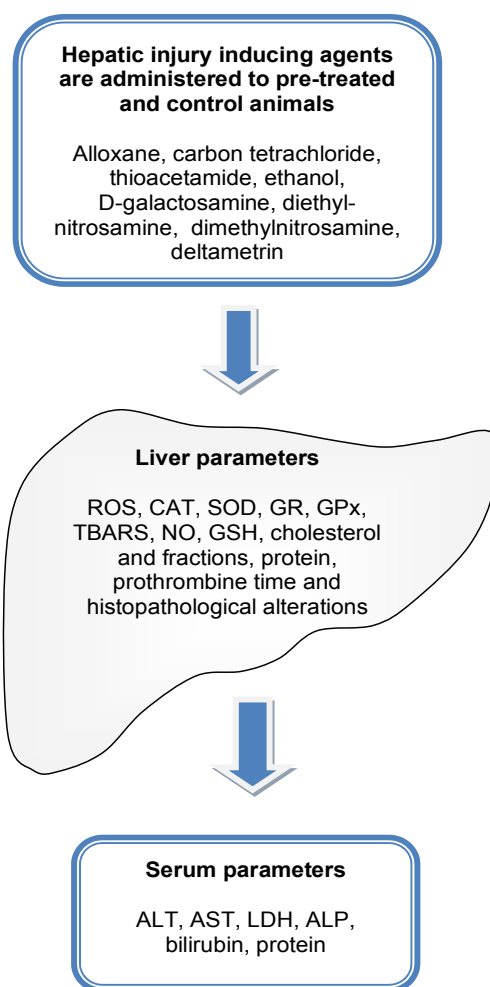 Hepatic injury inducing agents
are administered to pre-treated
and control animals
Alloxane, carbon tetrachloride,
thioacetamide, ethanol,
D-galactosamine, diethyl-
nitrosamine, dimethylnitrosamine,
deltametrin
Liver parameters
ROS, CAT, SOD, GR, GPx,
TBARS, NO, GSH, cholesterol
and fractions, protein,
prothrombine time and
histopathological alterations
Serum parameters
ALT, AST, LDH, ALP,
bilirubin, protein